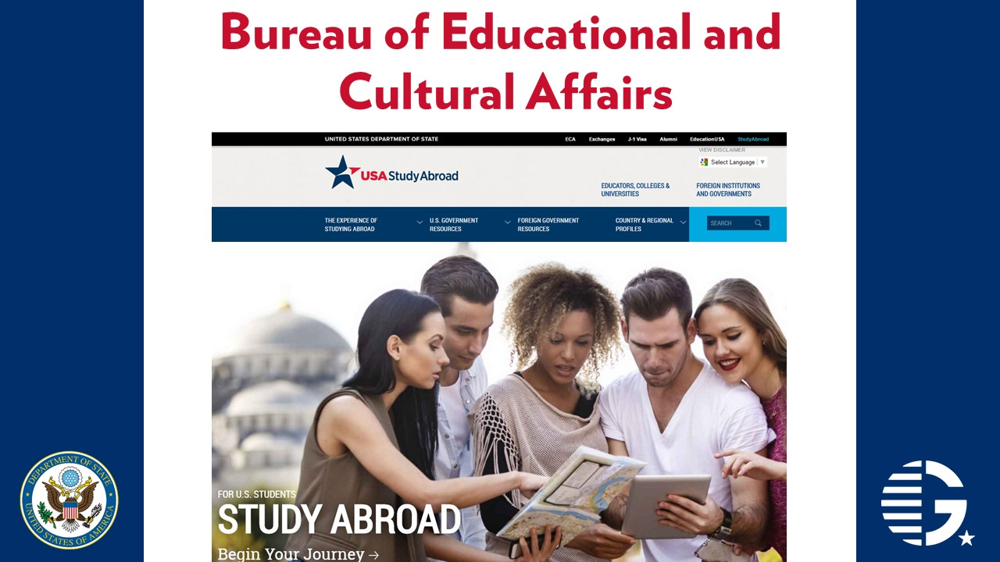 Bureau of Educational and
Cultural Affairs
UNITED STATES DEPARTMENT OF STATE
ECA Exchanges J-1 Visa Alumni EducationUSA StudyAbroad
VIEW DISCLAIMER
Select Language
USA StudyAbroad
EDUCATORS, COLLEGES &
UNIVERSITIES
FOREIGN INSTITUTIONS
AND GOVERNMENTS
THE EXPERIENCE OF
STUDYING ABROAD
U.S. GOVERNMENT
RESOURCES
FOREIGN GOVERNMENT
RESOURCES
COUNTRY & REGIONAL
PROFILES
SEARCH
FOR U.S. STUDENTS
STUDY ABROAD
Begin Your Journey →
DEPARTMENT OF STATE
UNITED STATES OF AMERICA
G